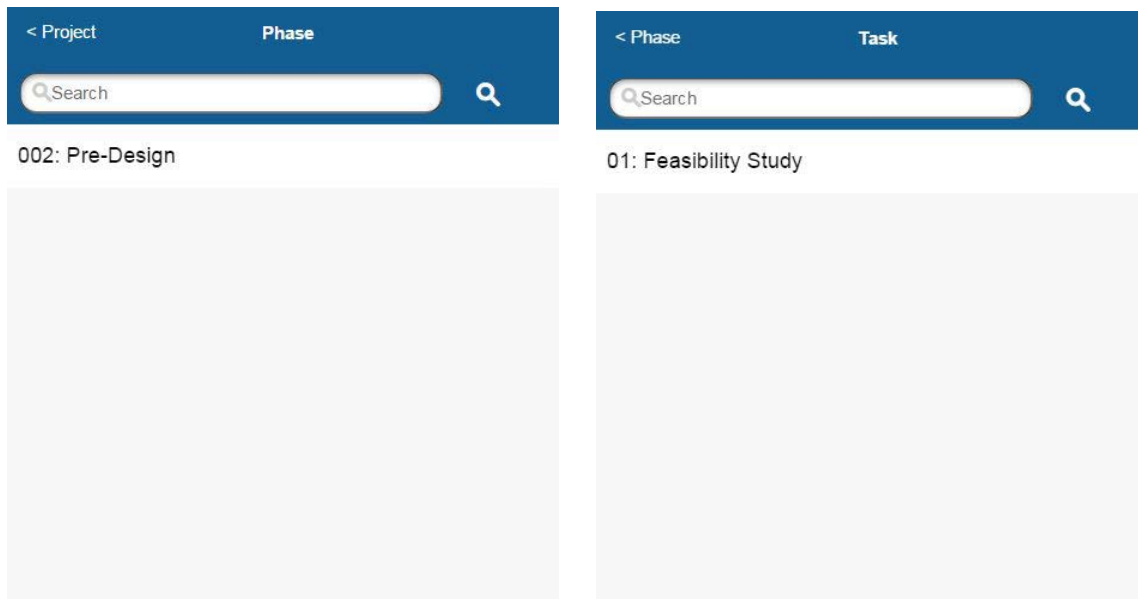 < Project
Phase
Search
002: Pre-Design
< Phase
Task
Search
01: Feasibility Study